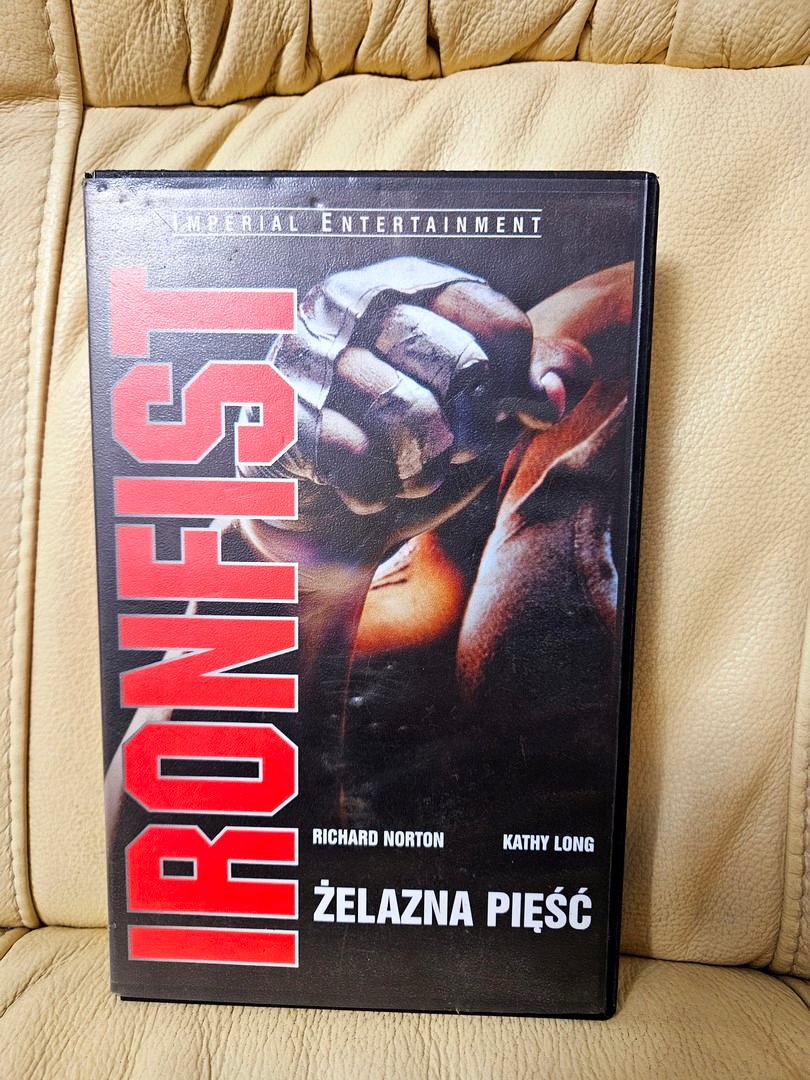 IMPERIAL ENTERTAINMENT
IRONFIST
RICHARD NORTON KATHY LONG
ŻELAZNA PIĘŚĆ